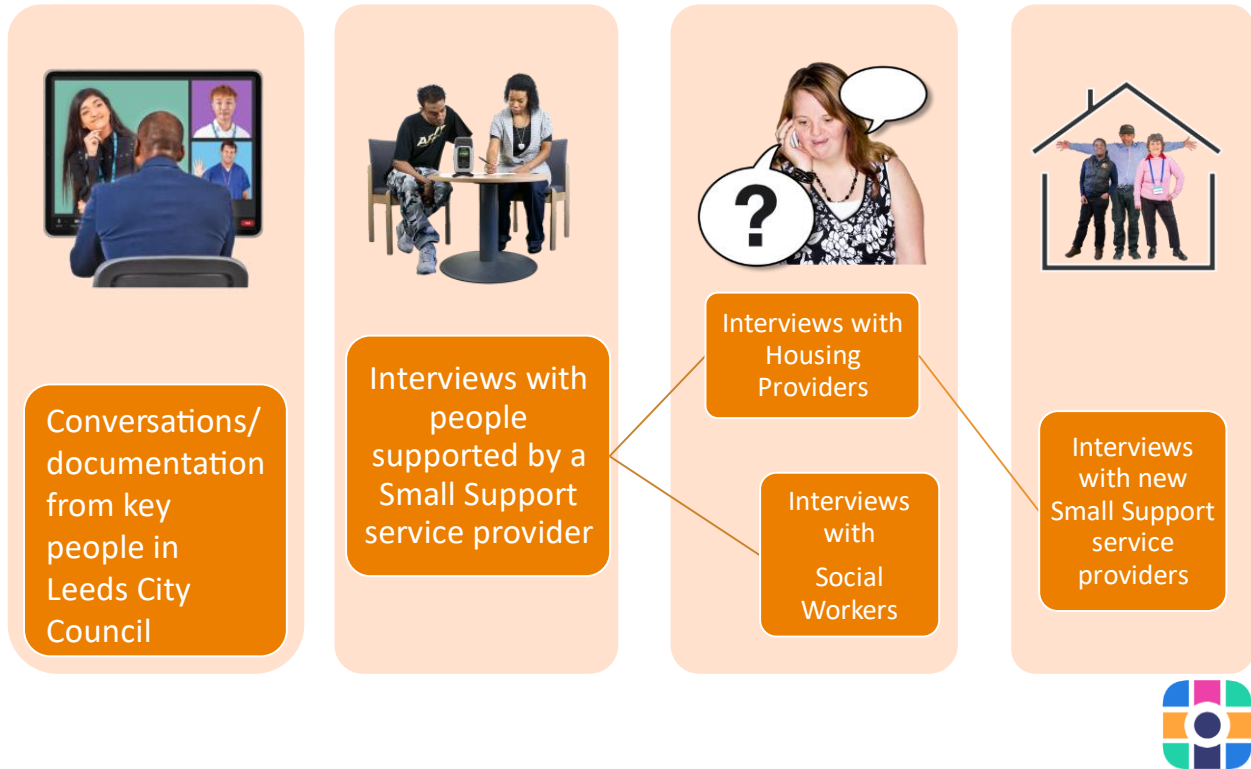 Conversations/
documentation
from key
people in
Leeds City
Council
Interviews with
people
supported by a
Small Support
service provider
?
Interviews with
Housing
Providers
Interviews
with
Social
Workers
Interviews
with new
Small Support
service
providers